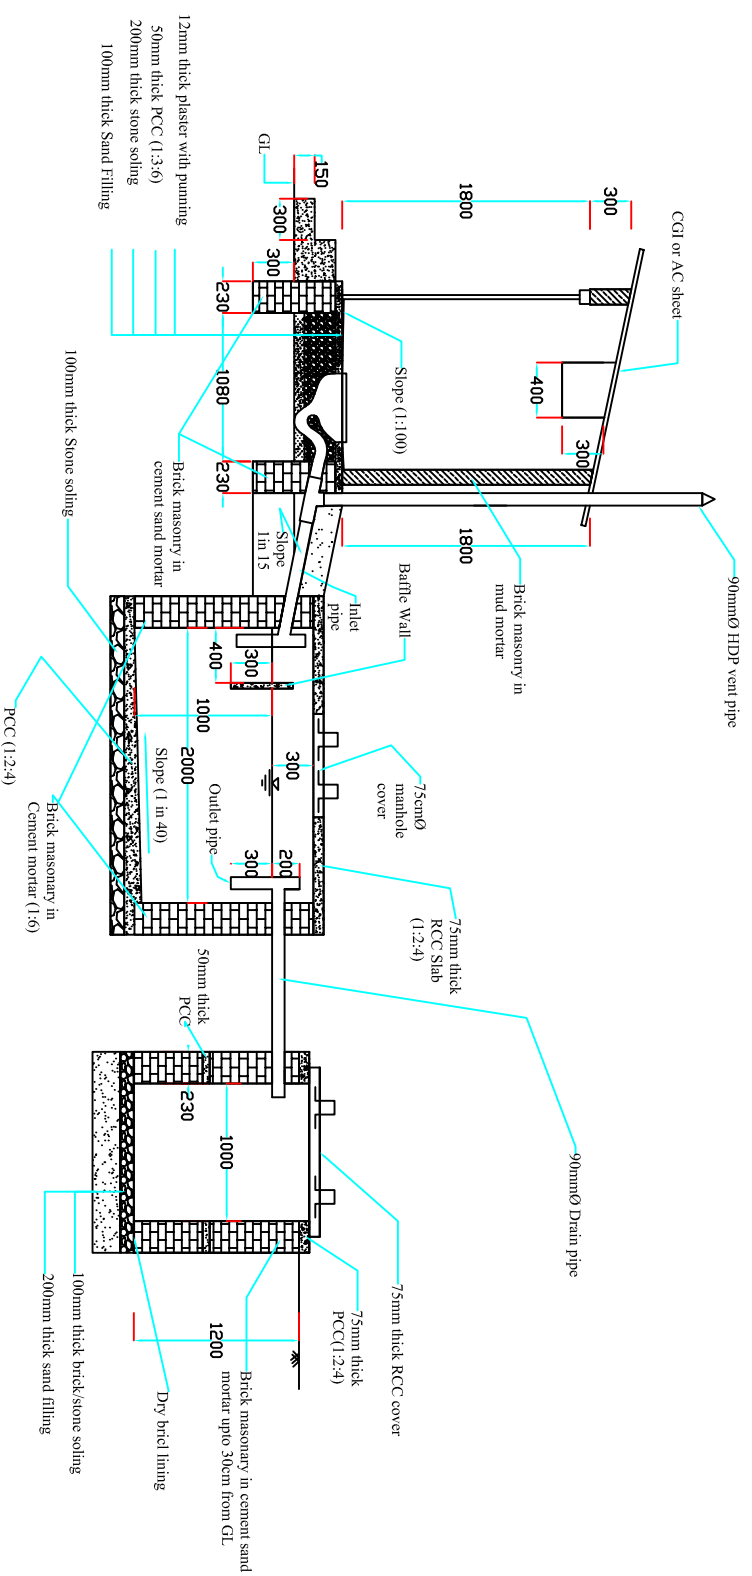 CGI or AC sheet
300
1800
400
300
1800
90mmØ HDP vent pipe
Slope (1:100)
Brick masonry in
mud mortar
GL
150
300
300
230
1080
230
12mm thick plaster with punning
50mm thick PCC (1:3:6)
200mm thick stone soling
100mm thick Sand Filling
Brick masonry in
cement sand mortar
Slope
1in 15
Inlet
pipe
Baffle Wall
100mm thick Stone soling
400
300
1000
2000
300
75cmØ
manhole
cover
Slope (1 in 40)
Outlet pipe
300
200
PCC (1:2:4)
Brick masonary in
Cement mortar (1:6)
75mm thick
RCC Slab
(1:2:4)
50mm thick
PCC
230
1000
90mmØ Drain pipe
75mm thick RCC cover
75mm thick
PCC(1:2:4)
1200
Brick masonary in cement sand
mortar upto 30cm from GL
Dry bricl lining
100mm thick brick/stone soling
200mm thick sand filling